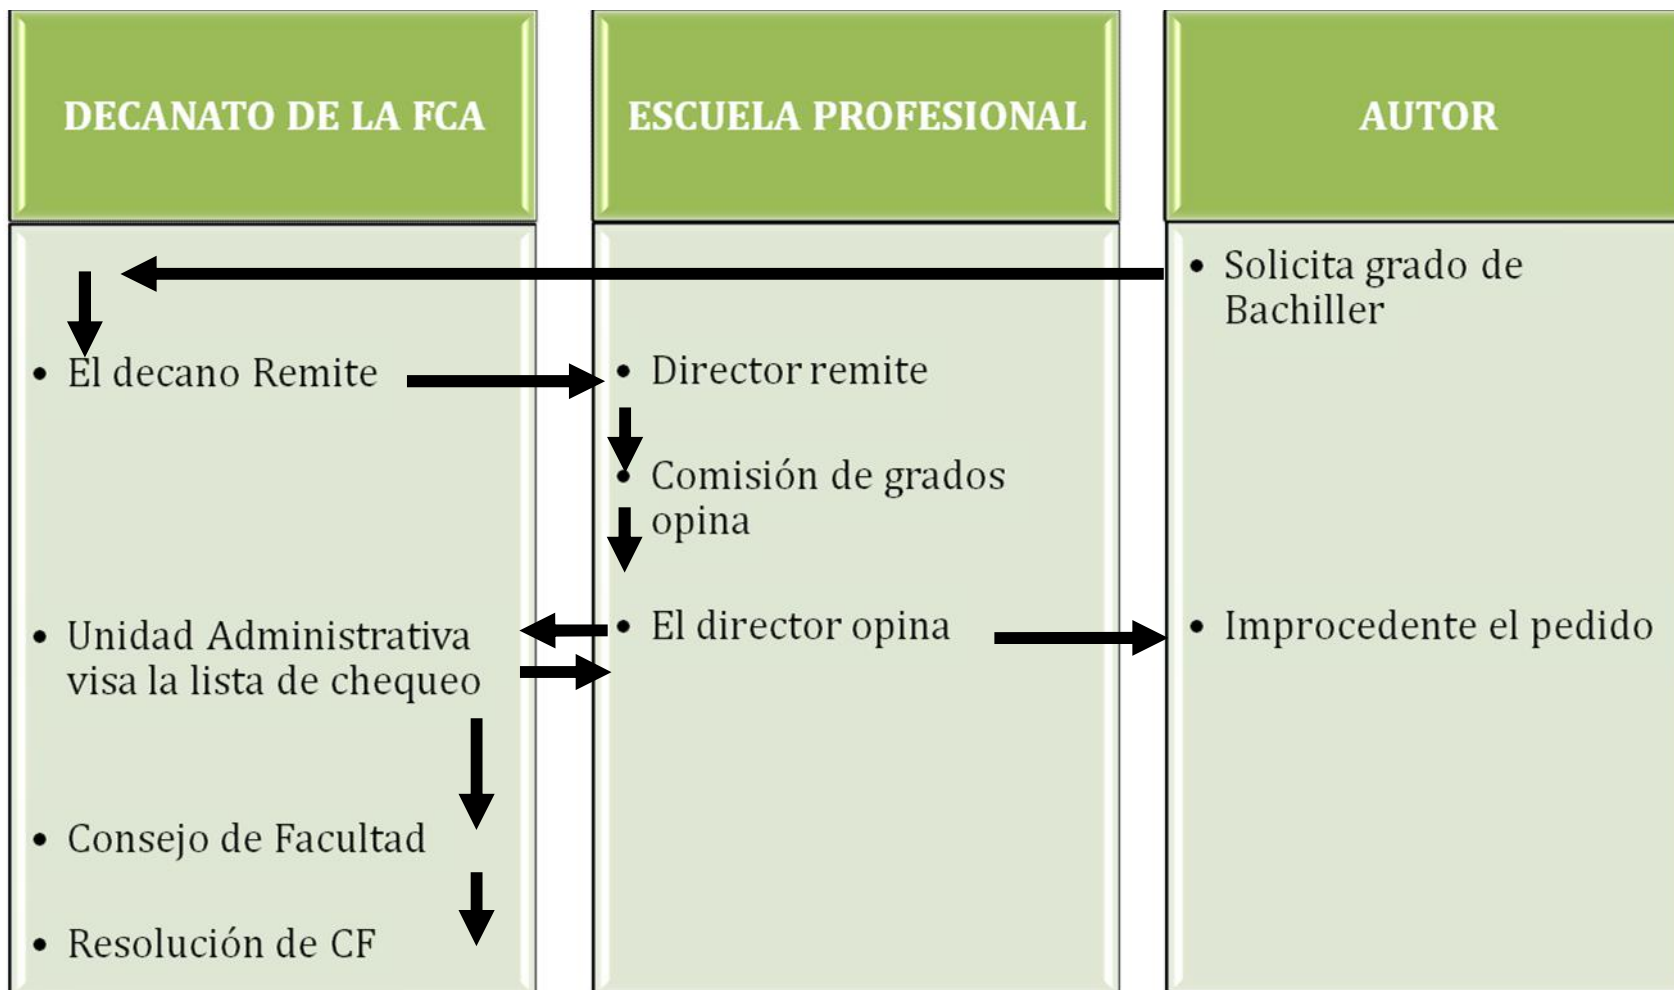 DECANATO DE LA FCA
• El decano Remite
• Unidad Administrativa
visa la lista de chequeo
• Consejo de Facultad
• Resolución de CF
ESCUELA PROFESIONAL
• Director remite
• Comisión de grados
opina
• El director opina
AUTOR
• Solicita grado de
Bachiller
• Improcedente el pedido